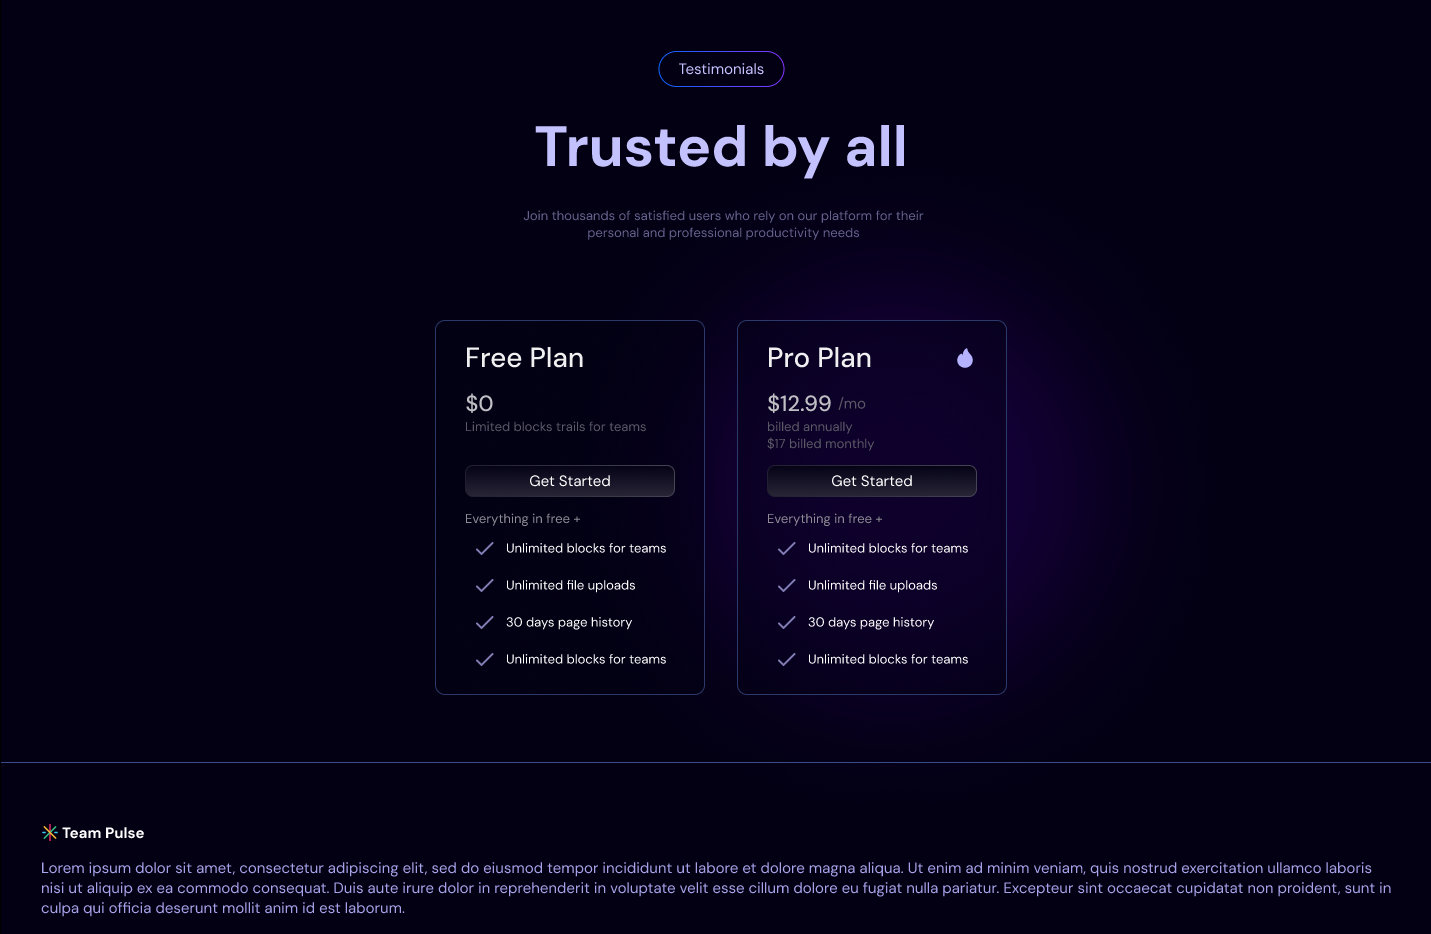 Testimonials
Trusted by all
Join thousands of satisfied users who rely on our platform for their
personal and professional productivity needs
Free Plan
$0
Limited blocks trails for teams
Get Started
Everything in free +
Unlimited blocks for teams
Unlimited file uploads
30 days page history
Unlimited blocks for teams
Pro Plan
$12.99 /mo
billed annually
$17 billed monthly
Get Started
Everything in free +
Unlimited blocks for teams
Unlimited file uploads
30 days page history
Unlimited blocks for teams
Team Pulse
Lorem ipsum dolor sit amet, consectetur adipiscing elit, sed do eiusmod tempor incididunt ut labore et dolore magna aliqua. Ut enim ad minim veniam, quis nostrud exercitation ullamco laboris
nisi ut aliquip ex ea commodo consequat. Duis aute irure dolor in reprehenderit in voluptate velit esse cillum dolore eu fugiat nulla pariatur. Excepteur sint occaecat cupidatat non proident, sunt in
culpa qui officia deserunt mollit anim id est laborum.